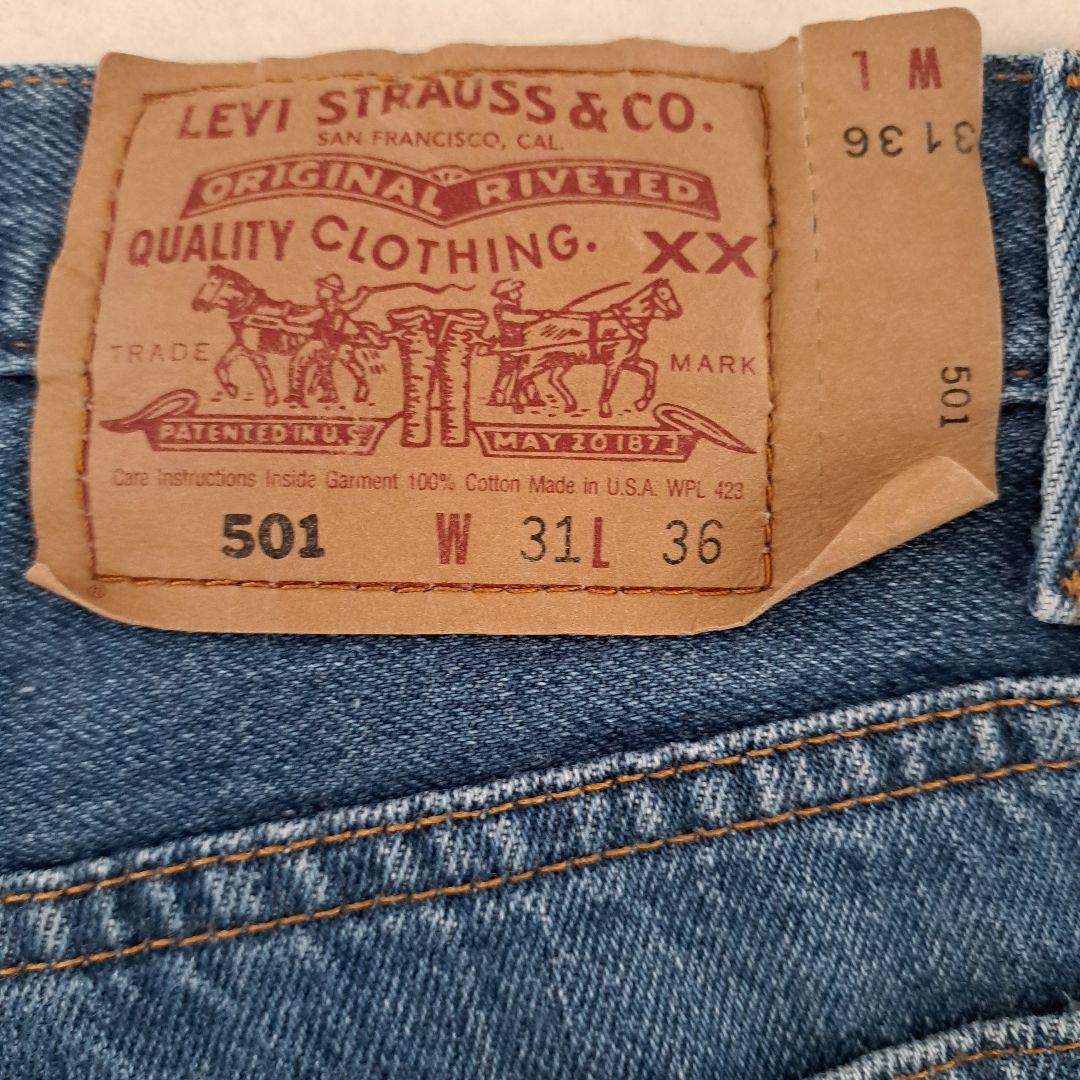 LEVI STRAUSS & CO.
SAN FRANCISCO, CAL.
ORIGINAL RIVETED
QUALITY CLOTHING. XX
TRADE MARK
PATENTED IN U.S. MAY 20 1873
Care Instructions Inside Garment 100% Cotton Made in U.S.A. WPL 423
501 W 31 L 36
®
W L
31 36
501